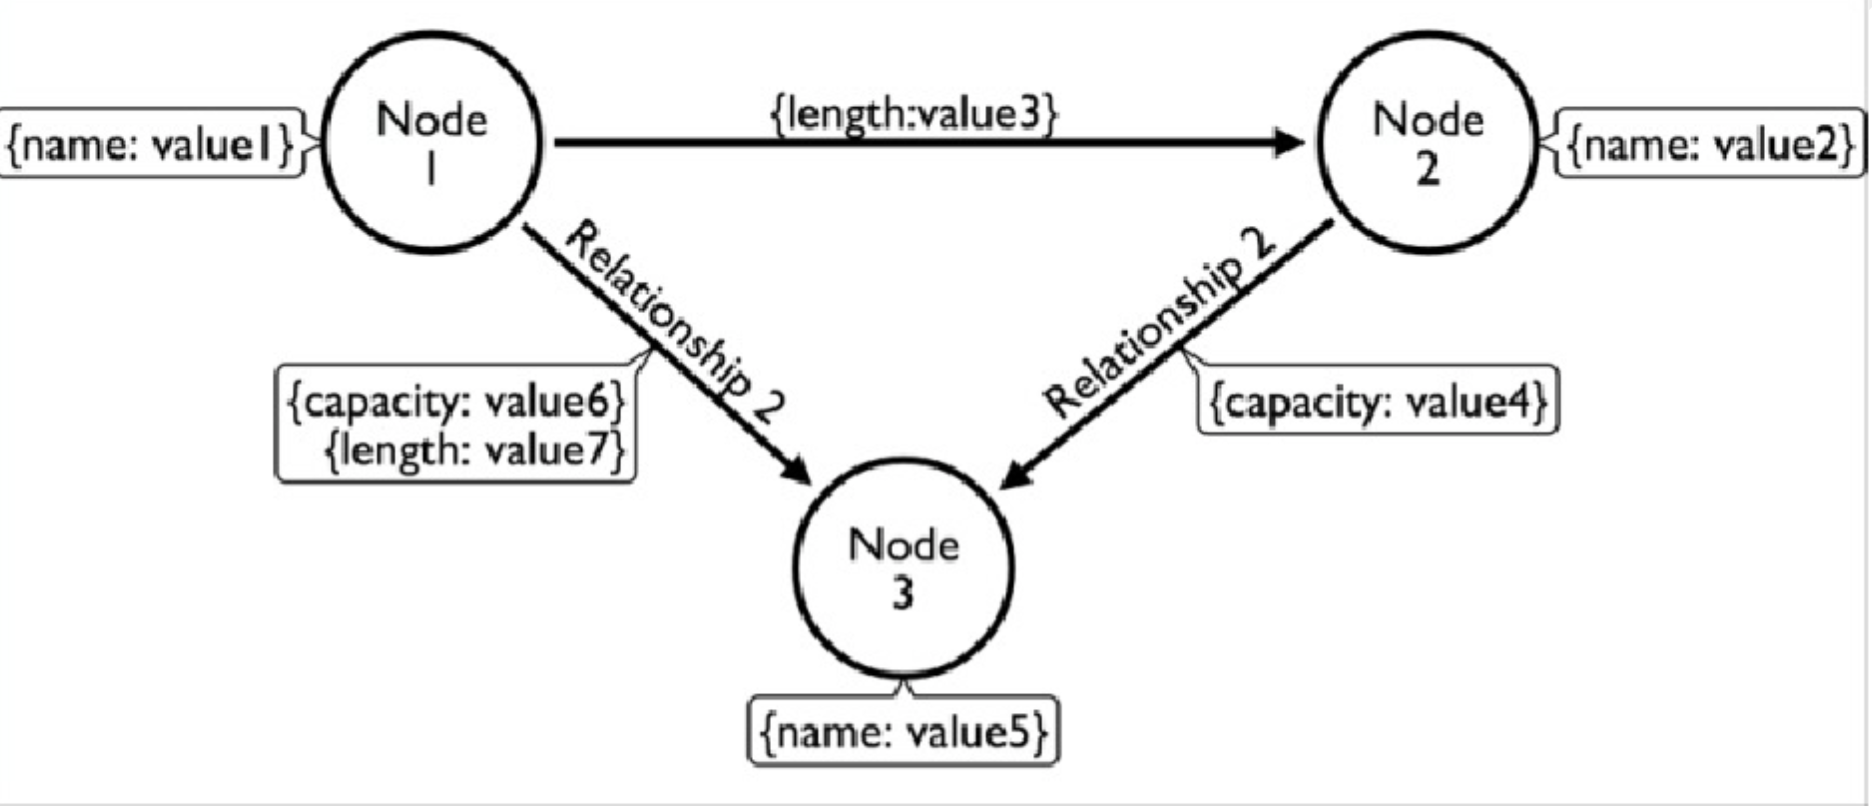 Node
1
{name: value1}
{length:value3}
Node
2
{name: value2}
Relationship 2
Relationship 2
{capacity: value6}
{length: value7}
{capacity: value4}
Node
3
{name: value5}